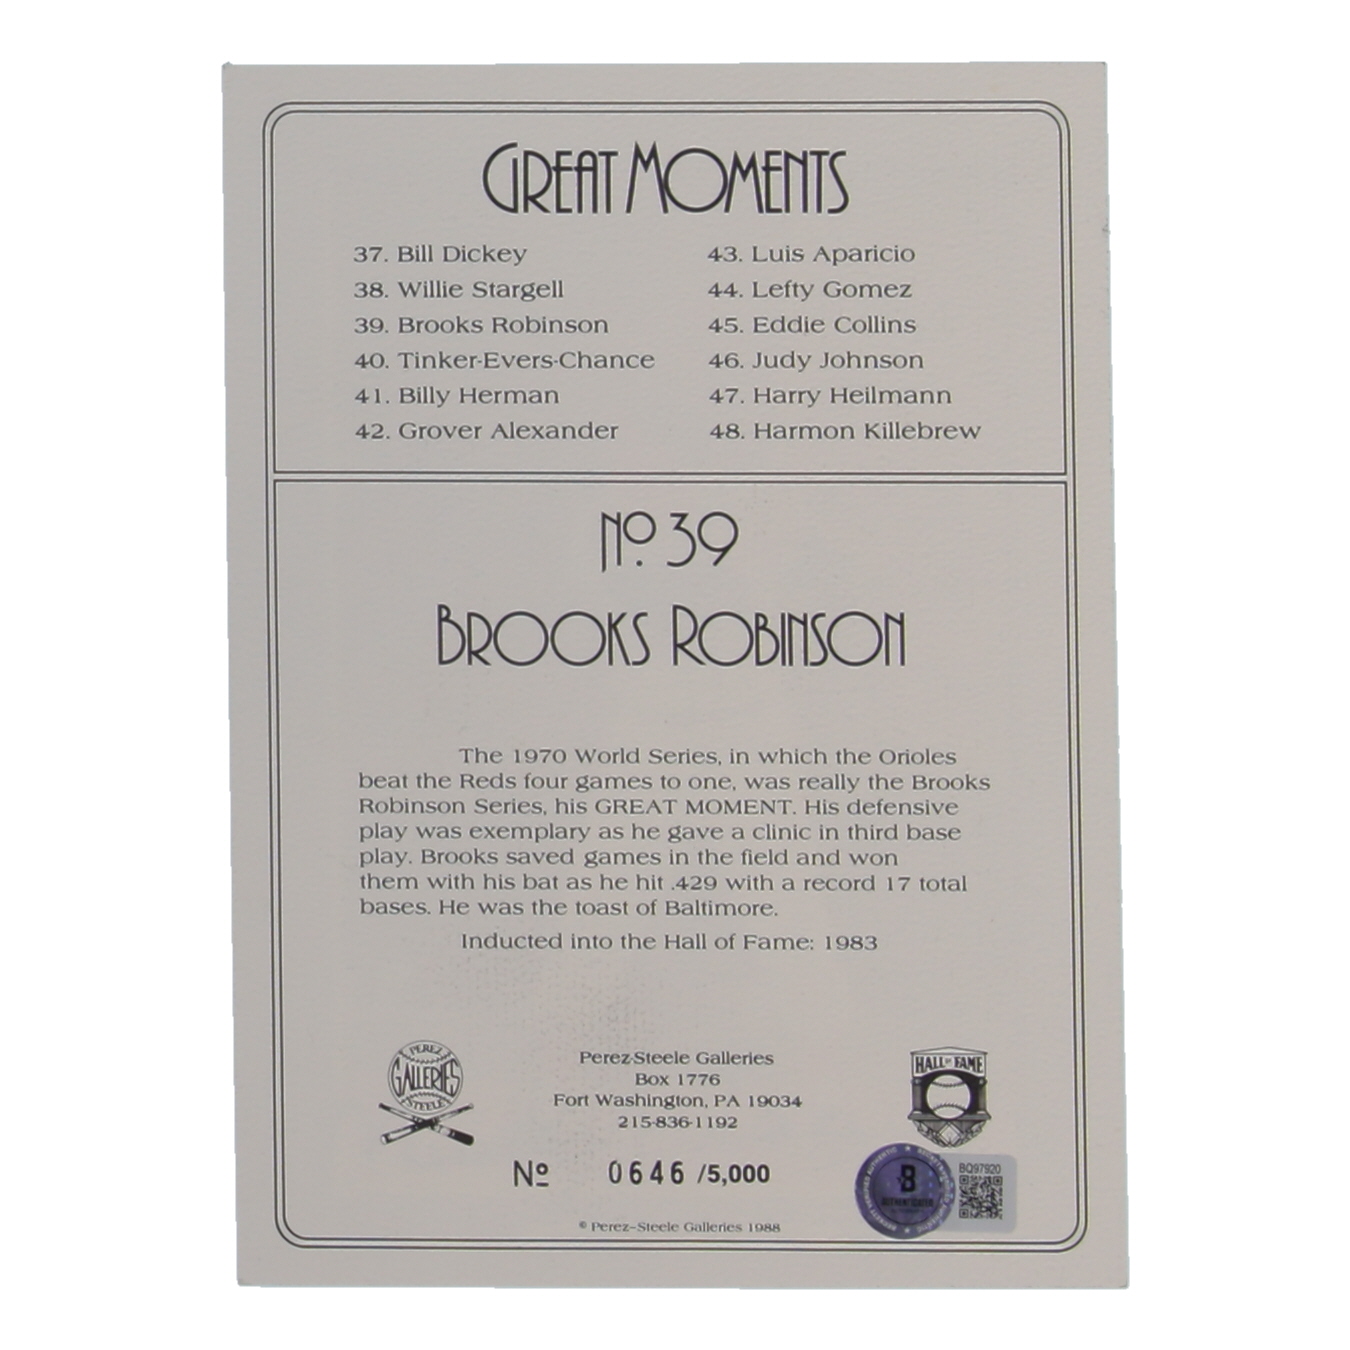 GREAT MOMENTS
37. Bill Dickey
38. Willie Stargell
39. Brooks Robinson
40. Tinker-Evers-Chance
41. Billy Herman
42. Grover Alexander
43. Luis Aparicio
44. Lefty Gomez
45. Eddie Collins
46. Judy Johnson
47. Harry Heilmann
48. Harmon Killebrew
Nº 39
BROOKS ROBINSON
The 1970 World Series, in which the Orioles
beat the Reds four games to one, was really the Brooks
Robinson Series, his GREAT MOMENT. His defensive
play was exemplary as he gave a clinic in third base
play. Brooks saved games in the field and won
them with his bat as he hit .429 with a record 17 total
bases. He was the toast of Baltimore.
Inducted into the Hall of Fame: 1983
PEREZ
GALLERIES
STEELE
Perez-Steele Galleries
Box 1776
Fort Washington, PA 19034
215-836-1192
HALL OF FAME
Nº 0646 /5,000
B
AUTHENTICATED
BQ97920
© Perez-Steele Galleries 1988